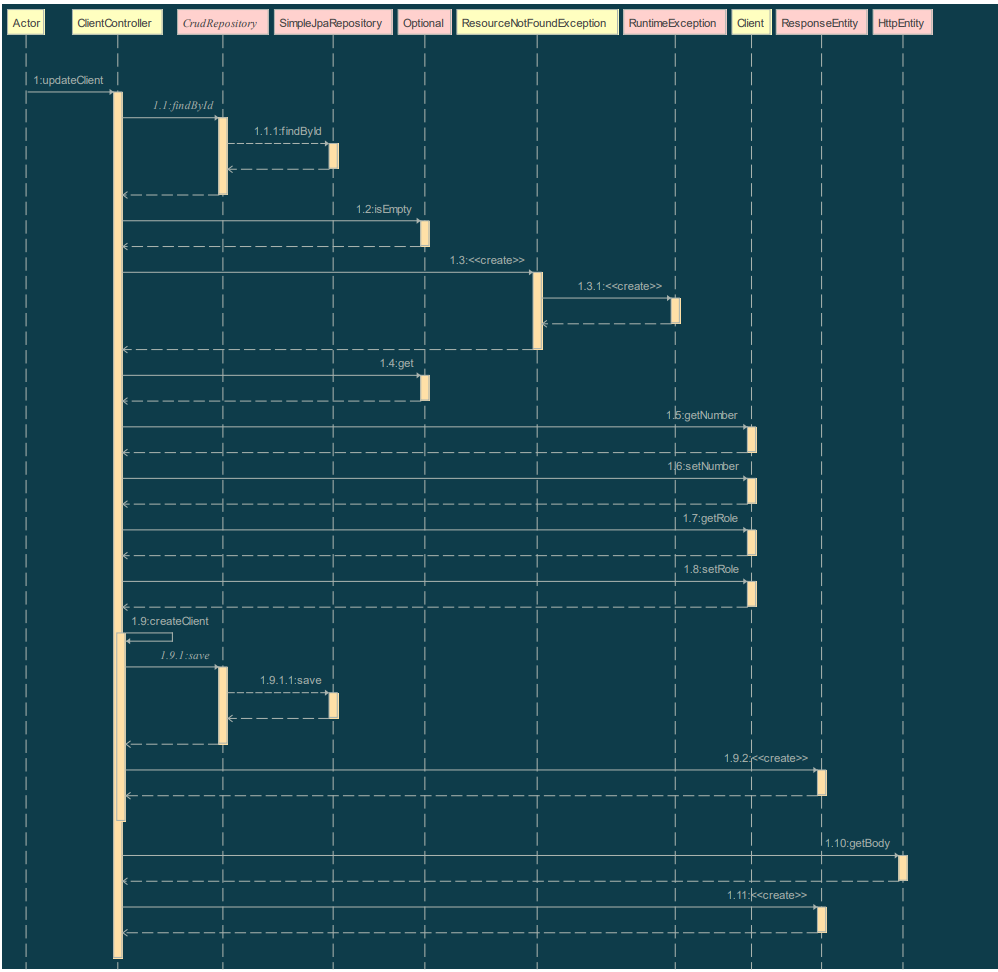 Actor
ClientController
CrudRepository
SimpleJpaRepository
Optional
ResourceNotFoundException
RuntimeException
Client
ResponseEntity
HttpEntity
1:updateClient
1.1:findById
1.1.1:findById
1.2:isEmpty
1.3:<<create>>
1.3.1:<<create>>
1.4:get
1.5:getNumber
1.6:setNumber
1.7:getRole
1.8:setRole
1.9:createClient
1.9.1:save
1.9.1.1:save
1.9.2:<<create>>
1.10:getBody
1.11:<<create>>